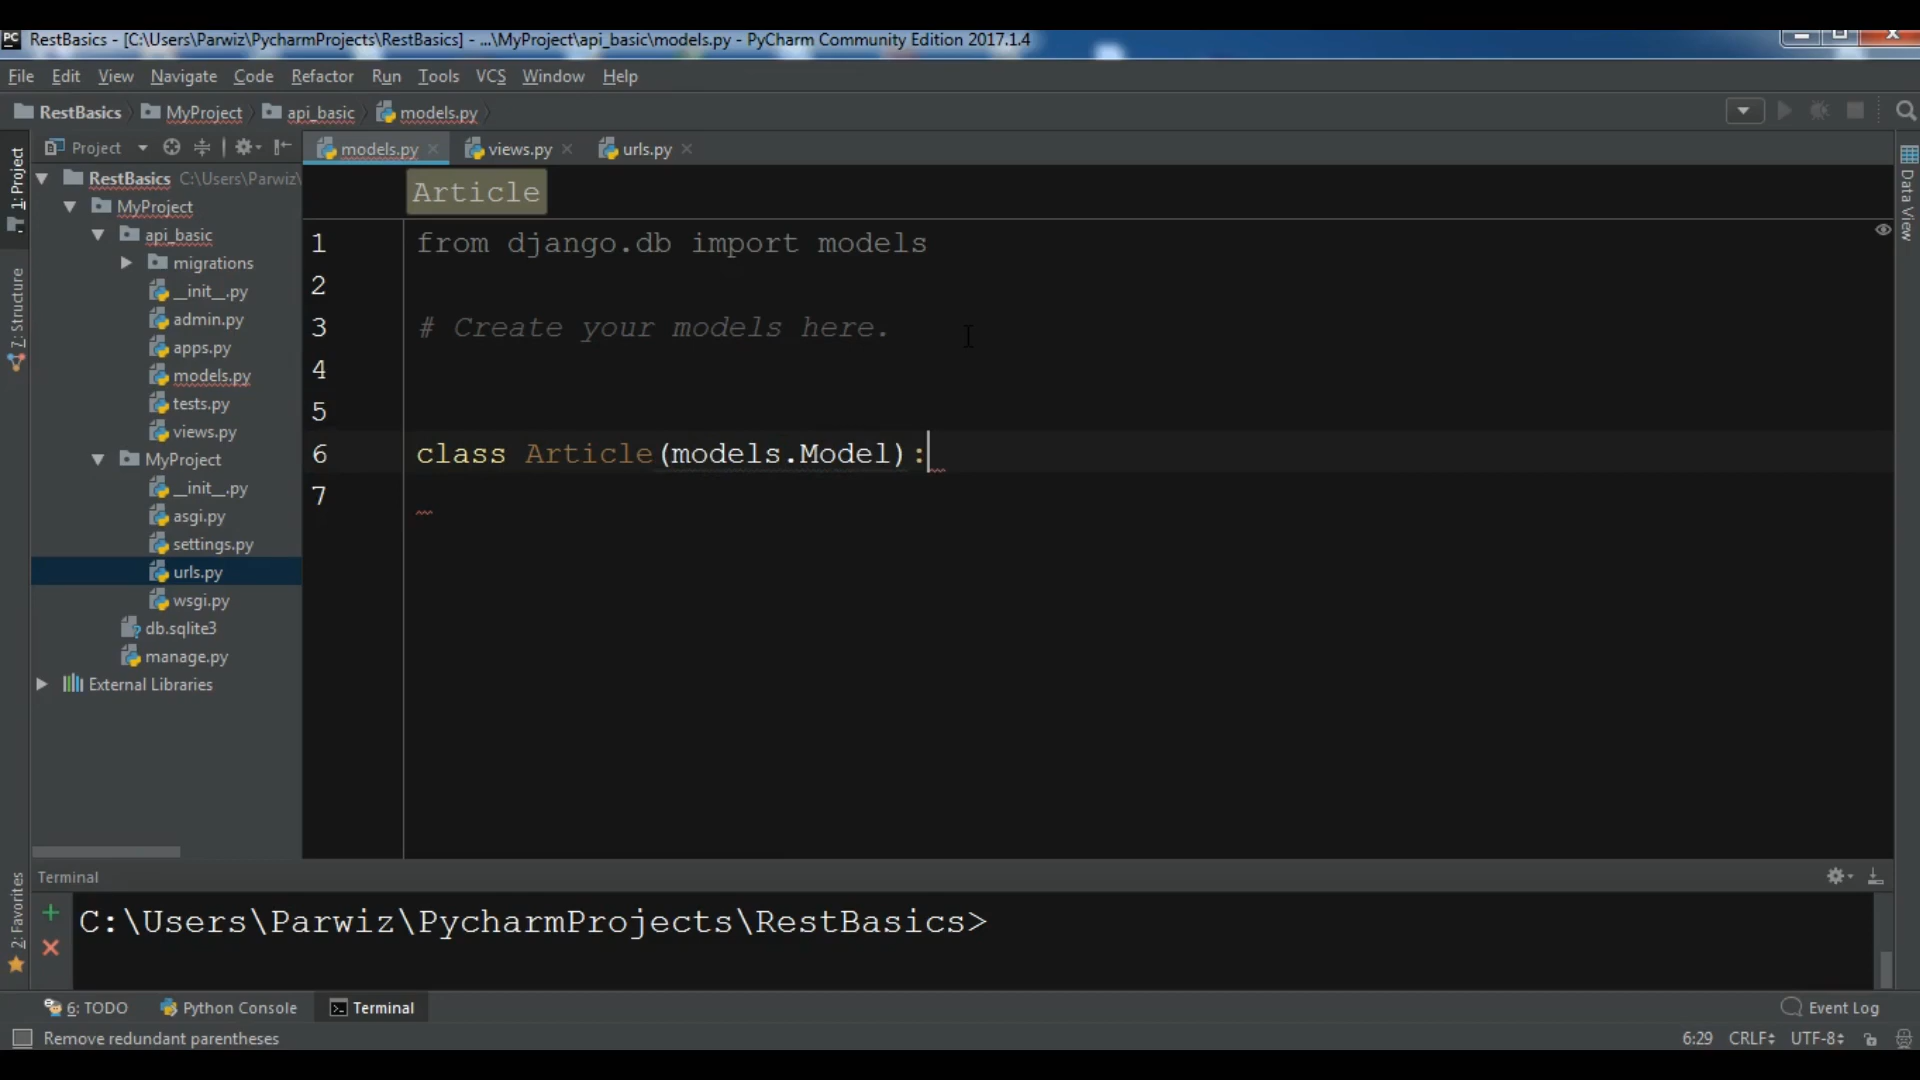 PC RestBasics - [C:\Users\Parwiz\PycharmProjects\RestBasics] - ...\MyProject\api_basic\models.py - PyCharm Community Edition 2017.1.4
File Edit View Navigate Code Refactor Run Tools VCS Window Help
RestBasics MyProject api_basic models.py
Project
models.py views.py urls.py
1: Project
7: Structure
2: Favorites
Data View
RestBasics C:\Users\Parwiz\
MyProject
api_basic
migrations
__init__.py
admin.py
apps.py
models.py
tests.py
views.py
MyProject
__init__.py
asgi.py
settings.py
urls.py
wsgi.py
db.sqlite3
manage.py
External Libraries
Article
1 from django.db import models
2
3 # Create your models here.
4
5
6 class Article(models.Model):
7
Terminal
C:\Users\Parwiz\PycharmProjects\RestBasics>
6: TODO Python Console Terminal Event Log
Remove redundant parentheses 6:29 CRLF UTF-8